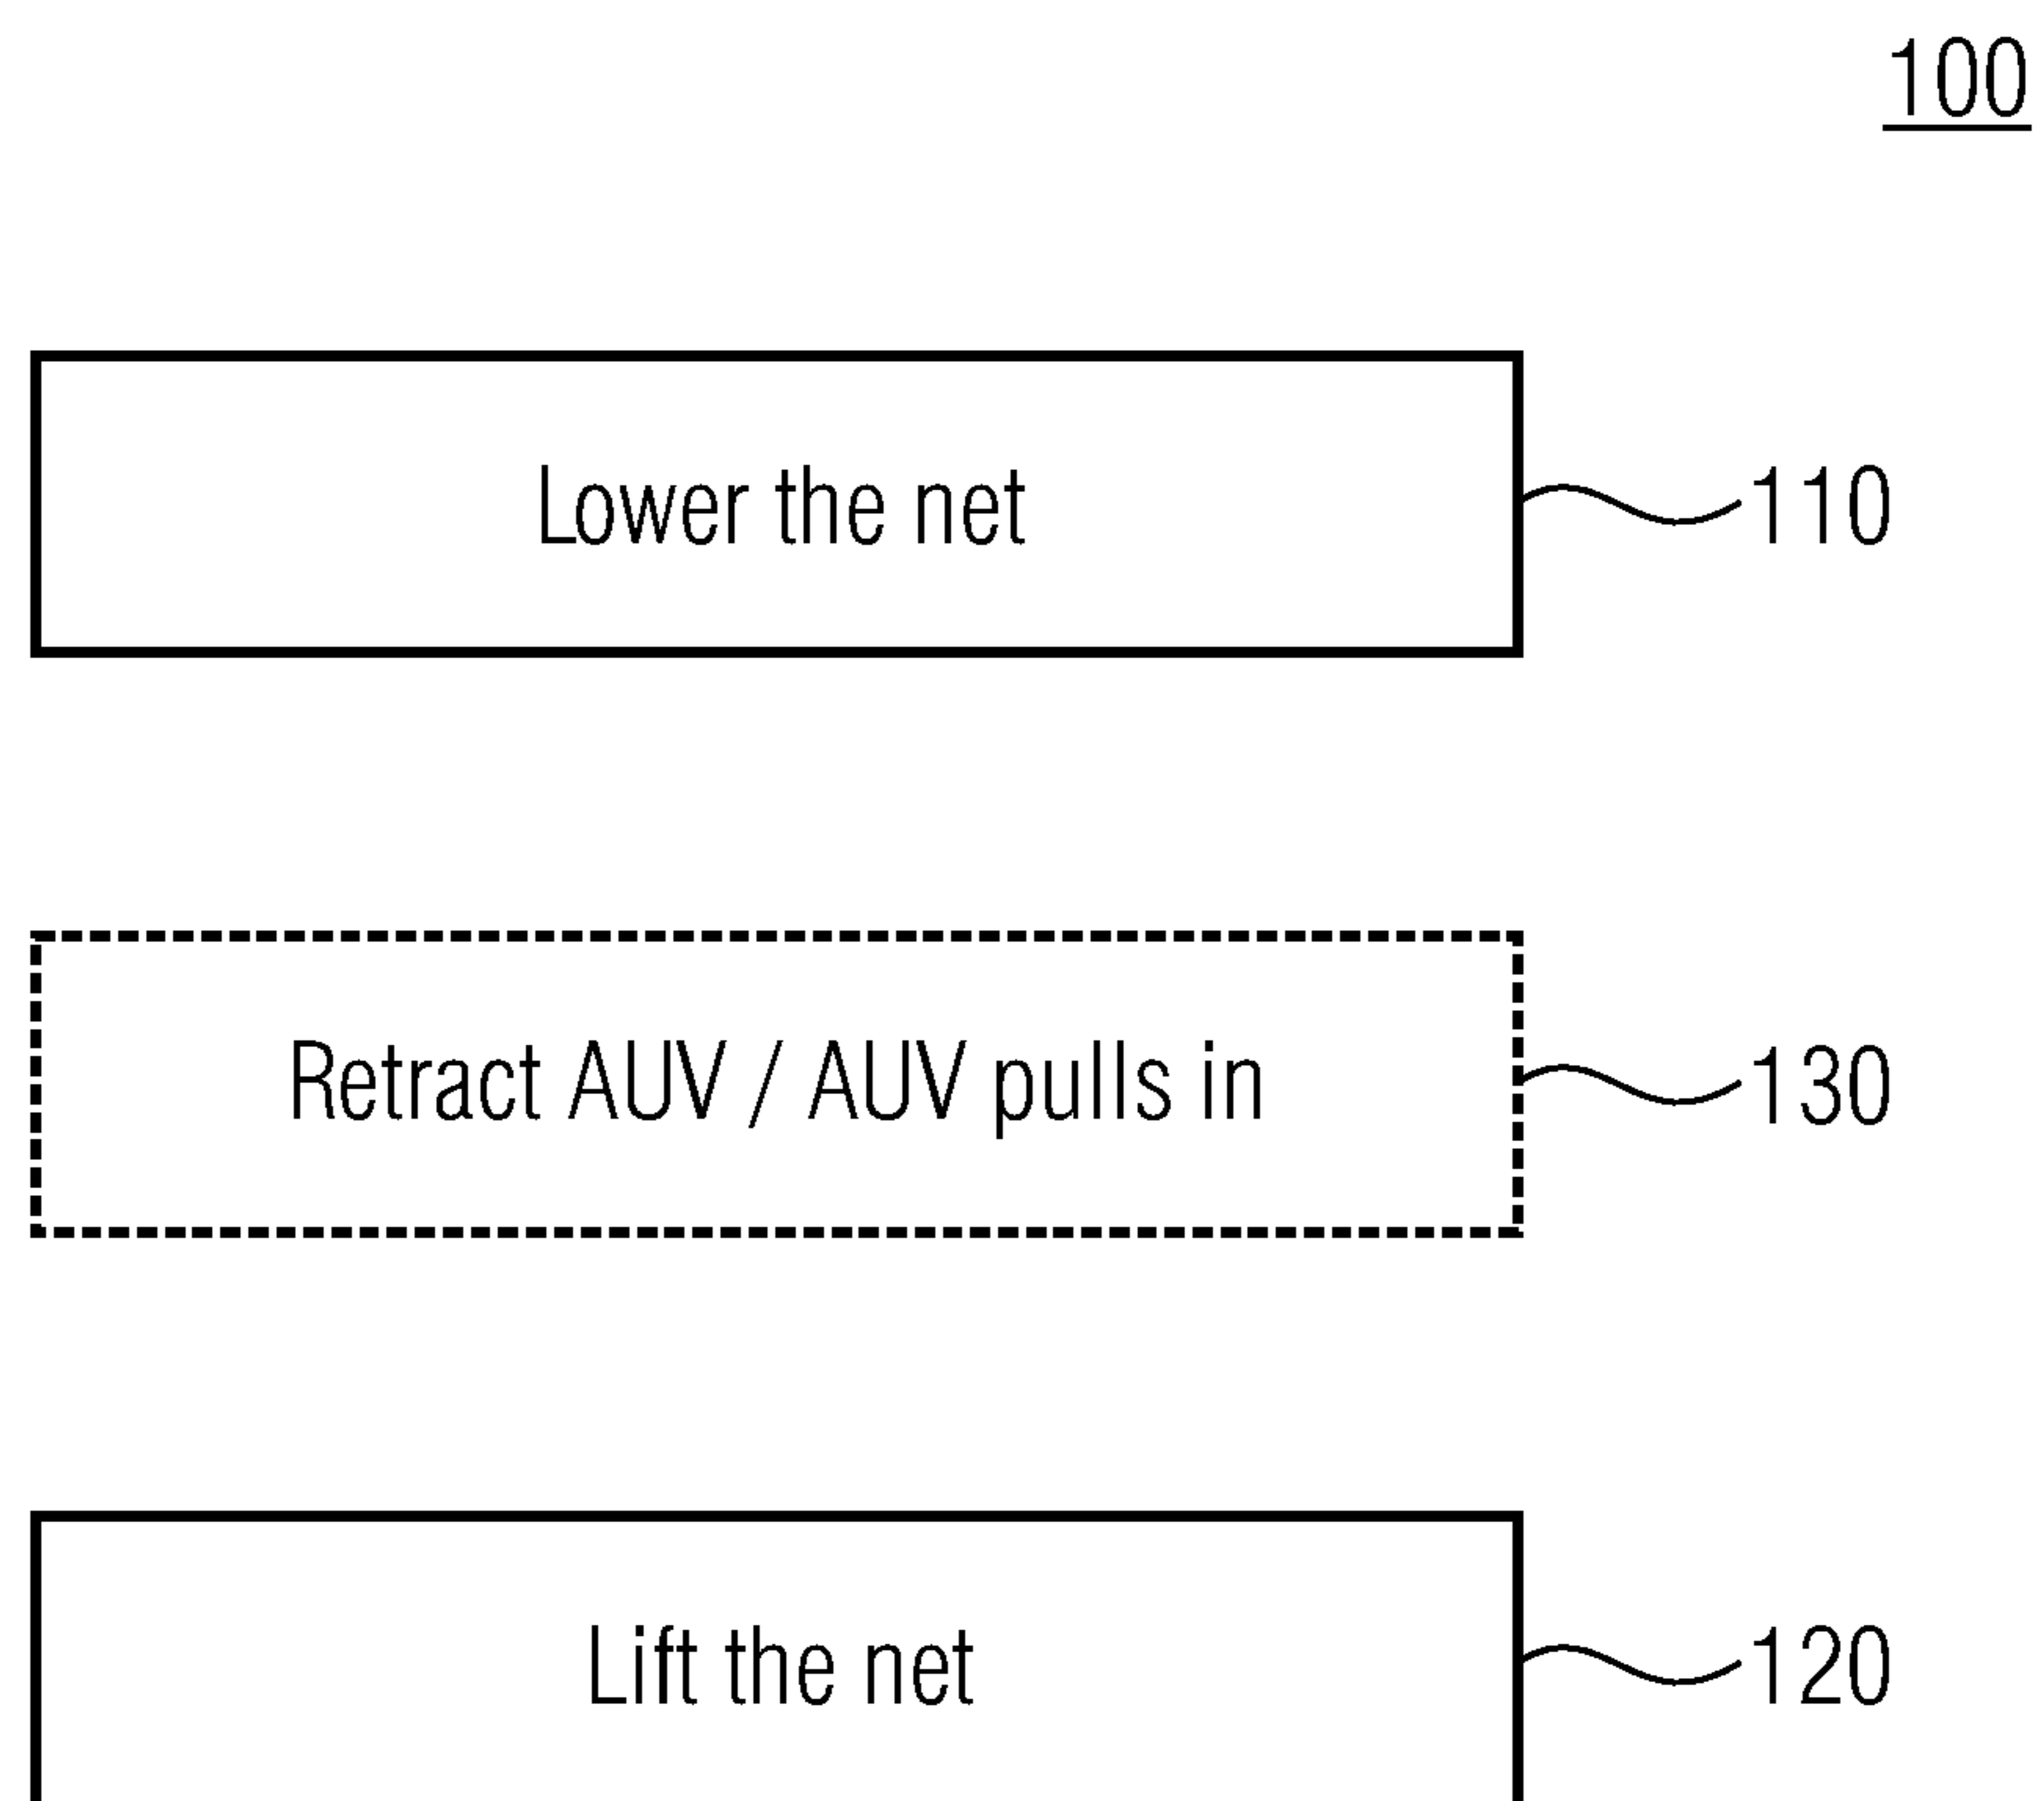 100
Lower the net
110
Retract AUV / AUV pulls in
130
Lift the net
120